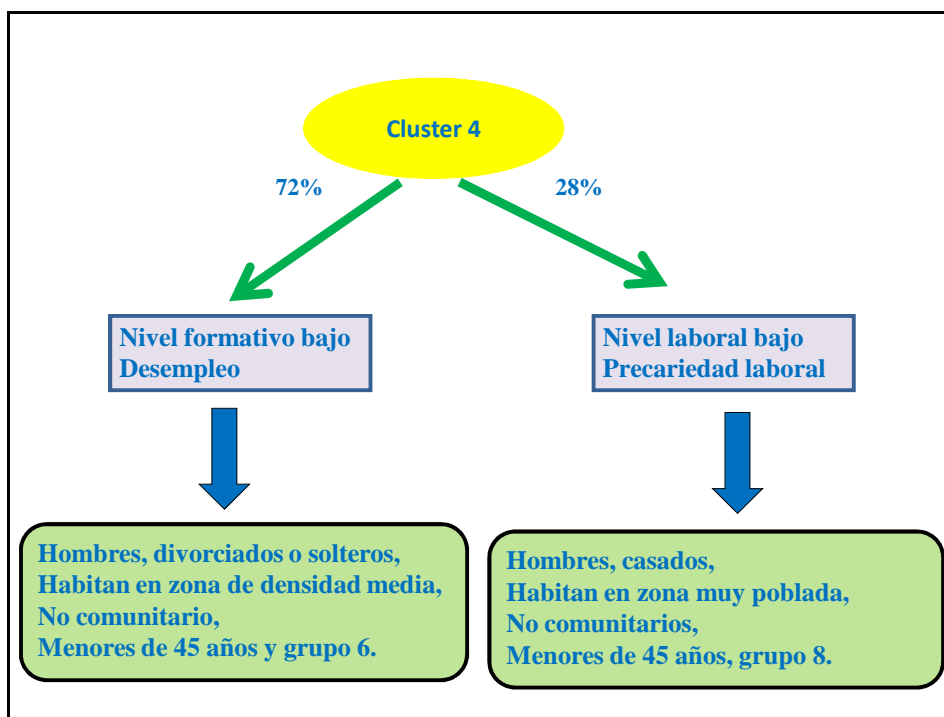 Cluster 4
72%
28%
Nivel formativo bajo
Desempleo
Nivel laboral bajo
Precariedad laboral
Hombres, divorciados o solteros,
Habitan en zona de densidad media,
No comunitario,
Menores de 45 años y grupo 6.
Hombres, casados,
Habitan en zona muy poblada,
No comunitarios,
Menores de 45 años, grupo 8.